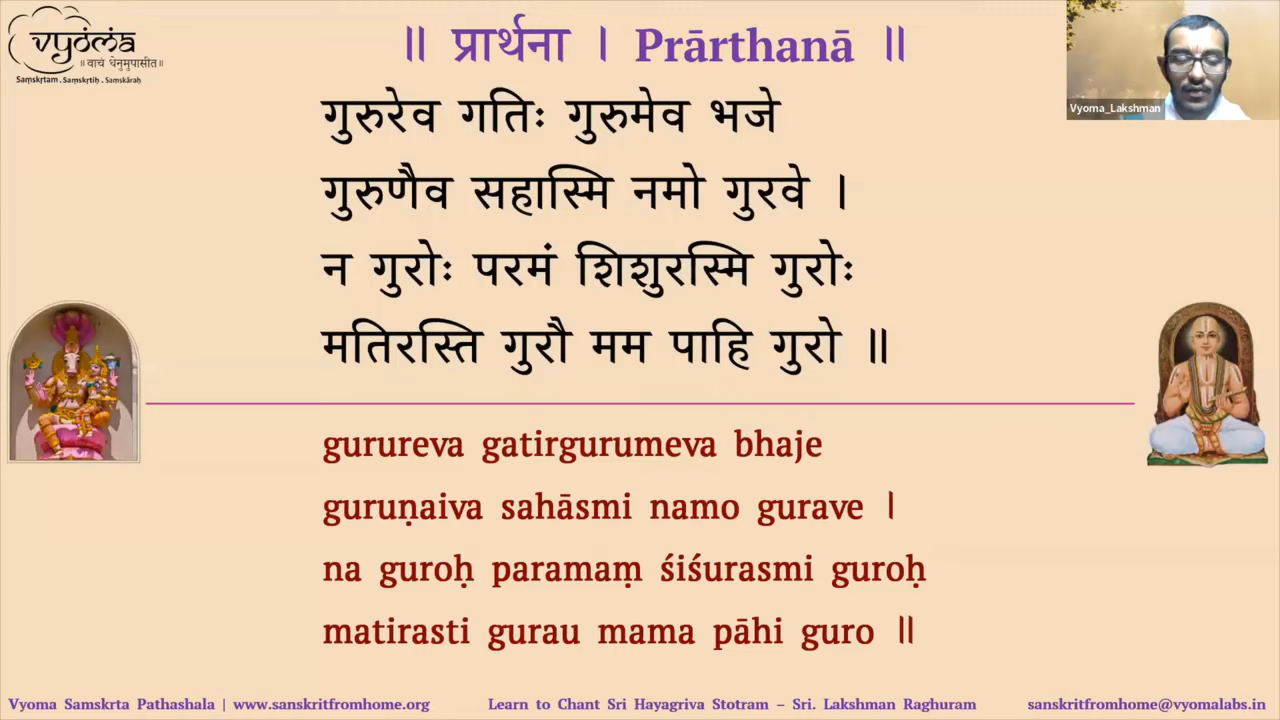 vyoma
॥ वाचं धेनुमुपासीत॥
Saṃskṛtam . Saṃskṛtiḥ . Saṃskāraḥ
॥ प्रार्थना । Prārthanā ॥
Vyoma_Lakshman
गुरुरेव गतिः गुरुमेव भजे
गुरुणैव सहास्मि नमो गुरवे ।
न गुरोः परमं शिशुरस्मि गुरोः
मतिरस्ति गुरौ मम पाहि गुरो ॥
gurureva gatirgurumeva bhaje
guruṇaiva sahāsmi namo gurave ।
na guroḥ paramaṃ śiśurasmi guroḥ
matirasti gurau mama pāhi guro ॥
Vyoma Samskrta Pathashala | www.sanskritfromhome.org
Learn to Chant Sri Hayagriva Stotram – Sri. Lakshman Raghuram
sanskritfromhome@vyomalabs.in